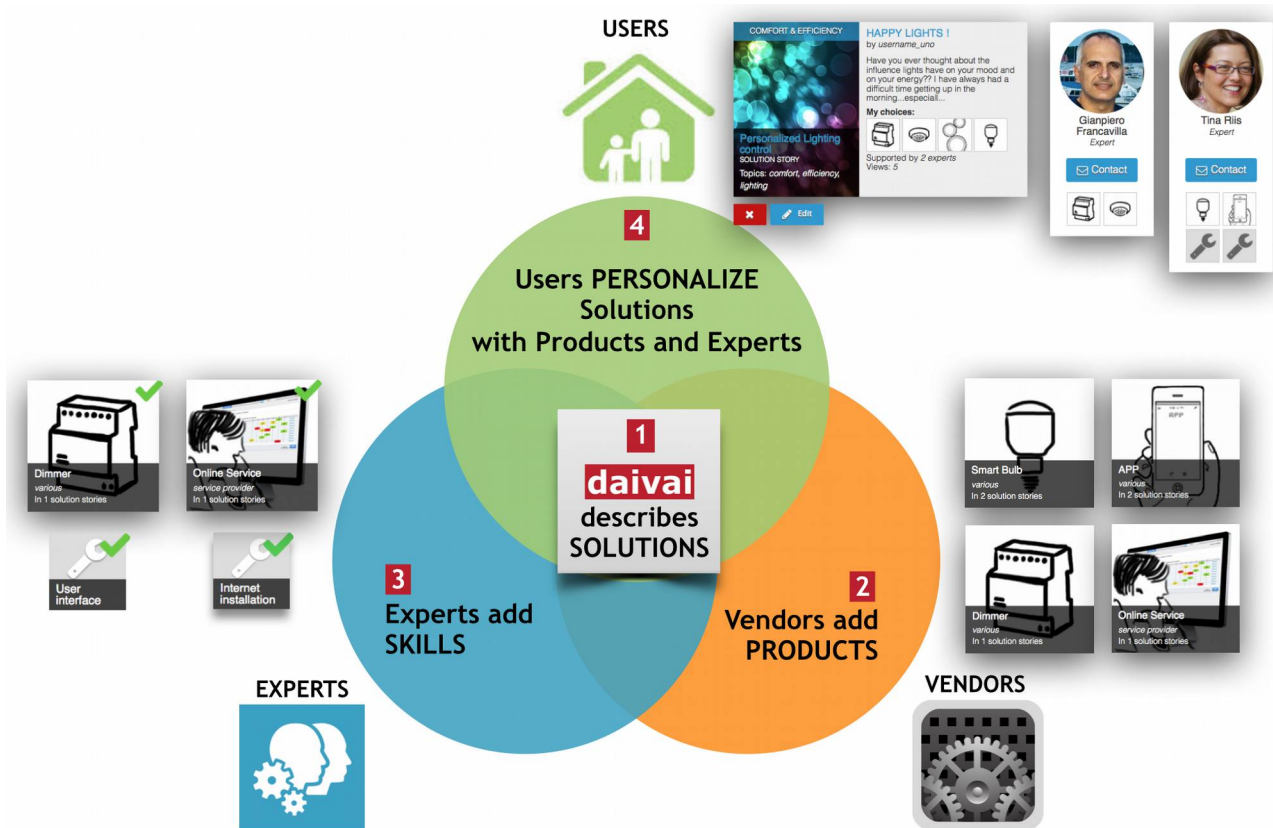 USERS
COMFORT & EFFICIENCY
Personalized Lighting
control
SOLUTION STORY
Topics: comfort, efficiency,
lighting
HAPPY LIGHTS !
by username_uno
Have you ever thought about the
influence lights have on your mood and
on your energy?? I have always had a
difficult time getting up in the
morning...especiall...
My choices:
Supported by 2 experts
Views: 5
Edit
Gianpiero
Francavilla
Expert
Contact
Tina Riis
Expert
Contact
4
Users PERSONALIZE
Solutions
with Products and Experts
1
daivai
describes
SOLUTIONS
3
Experts add
SKILLS
2
Vendors add
PRODUCTS
Dimmer
various
In 1 solution stories
Online Service
service provider
In 1 solution stories
User
interface
Internet
installation
Smart Bulb
various
In 2 solution stories
APP
APP
various
In 2 solution stories
Dimmer
various
In 1 solution stories
Online Service
service provider
In 1 solution stories
EXPERTS
VENDORS